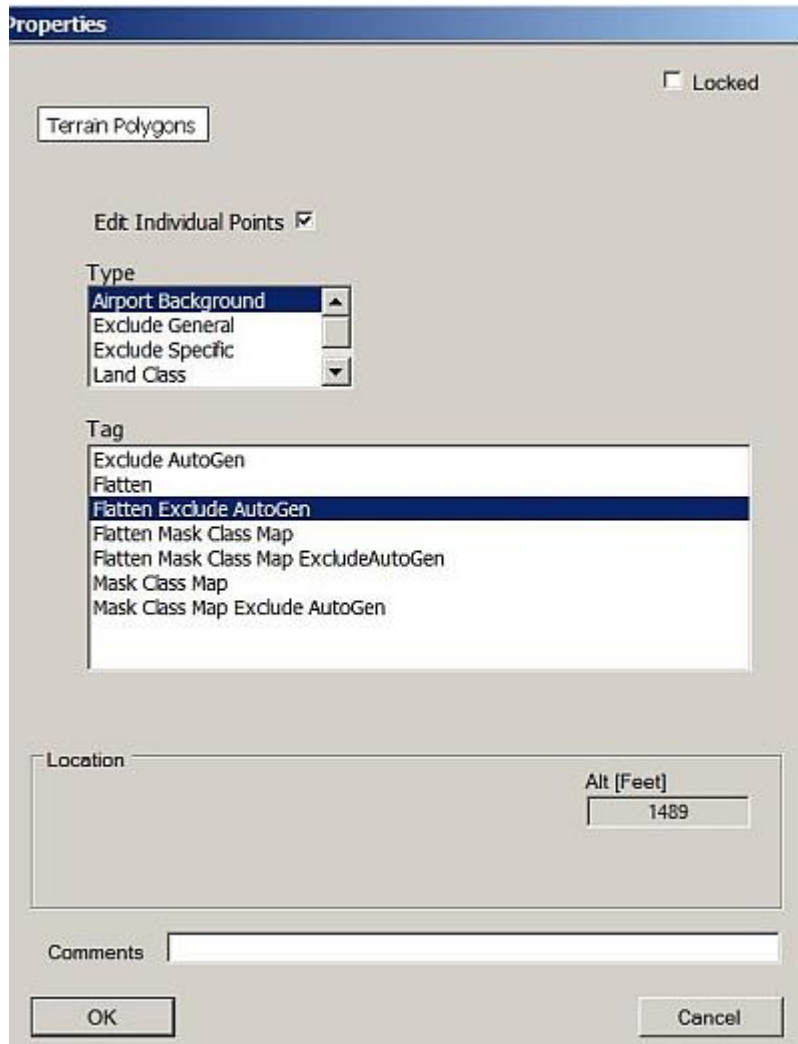 Properties
Locked
Terrain Polygons
Edit Individual Points
Type
Airport Background
Exclude General
Exclude Specific
Land Class
Tag
Exclude AutoGen
Flatten
Flatten Exclude AutoGen
Flatten Mask Class Map
Flatten Mask Class Map ExcludeAutoGen
Mask Class Map
Mask Class Map Exclude AutoGen
Location
Alt [Feet]
1489
Comments
OK
Cancel